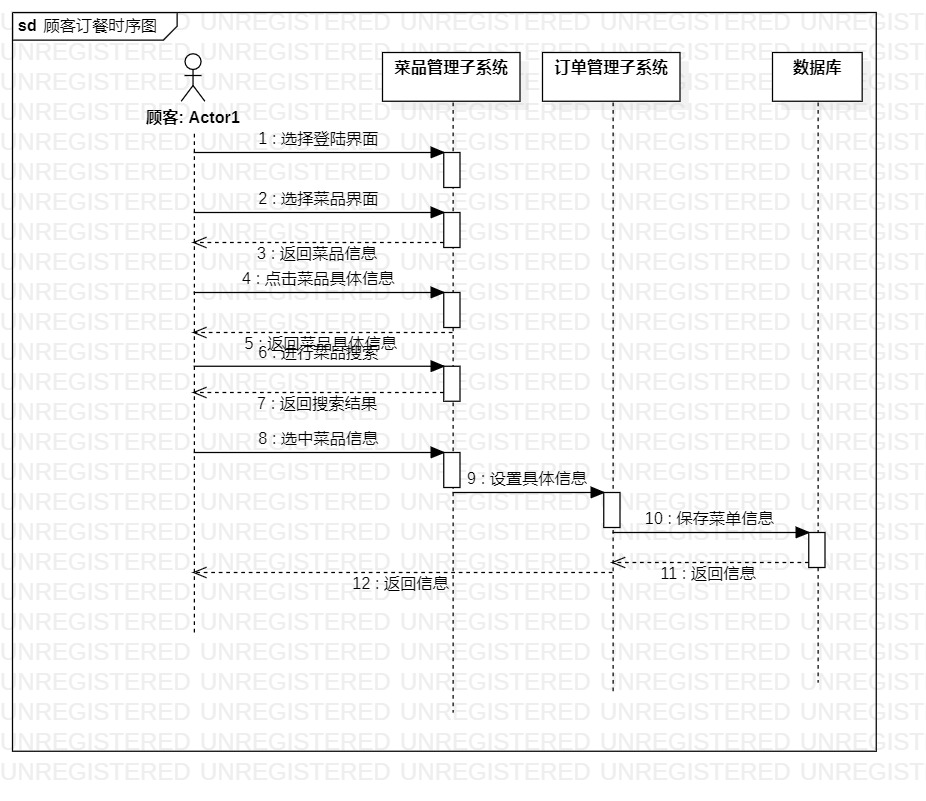 sd 顾客订餐时序图
菜品管理子系统
订单管理子系统
数据库
顾客: Actor1
1 : 选择登陆界面
2 : 选择菜品界面
3 : 返回菜品信息
4 : 点击菜品具体信息
5 : 返回菜品具体信息
6 : 进行菜品搜索
7 : 返回搜索结果
8 : 选中菜品信息
9 : 设置具体信息
10 : 保存菜单信息
11 : 返回信息
12 : 返回信息
UNREGISTERED